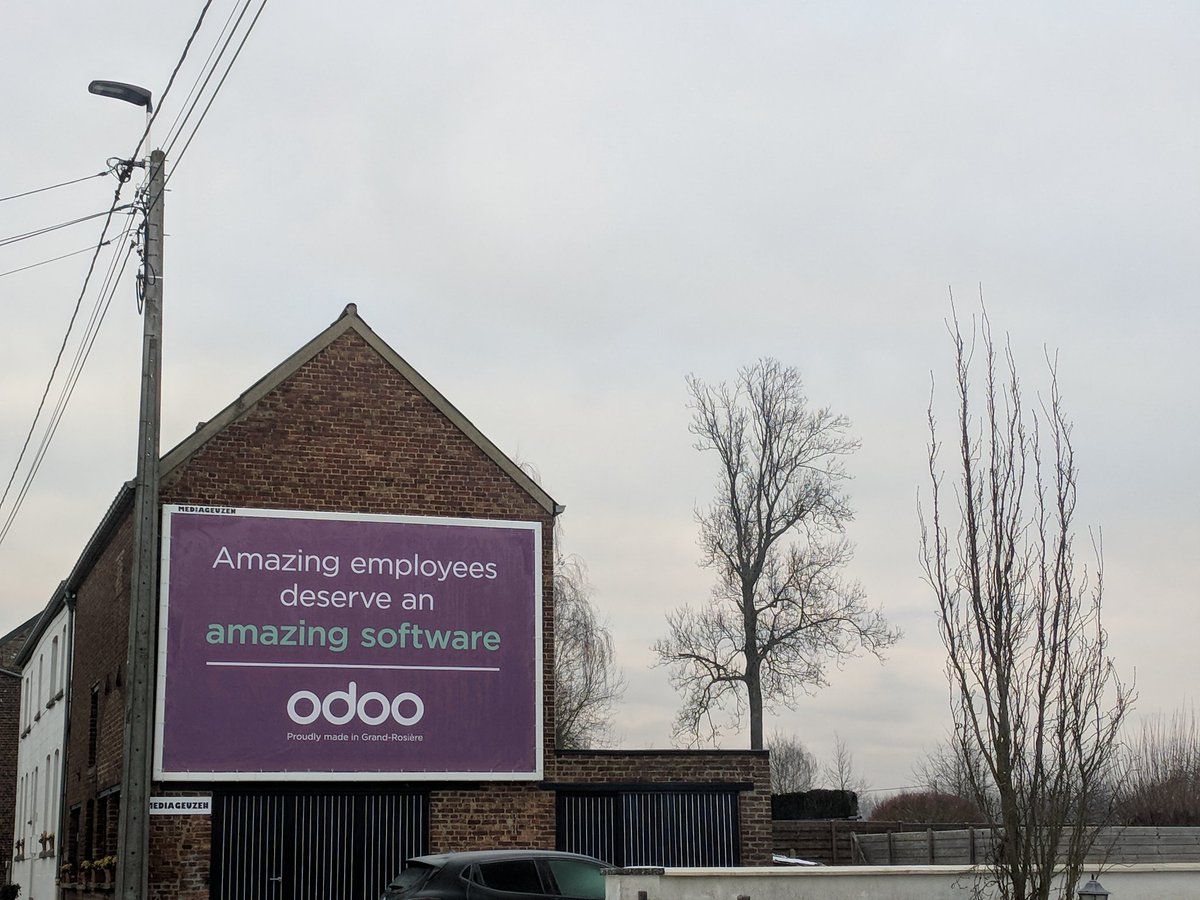 MEDIAGEUZEN
Amazing employees
deserve an
amazing software
odoo
Proudly made in Grand-Rosière
MEDIAGEUZEN